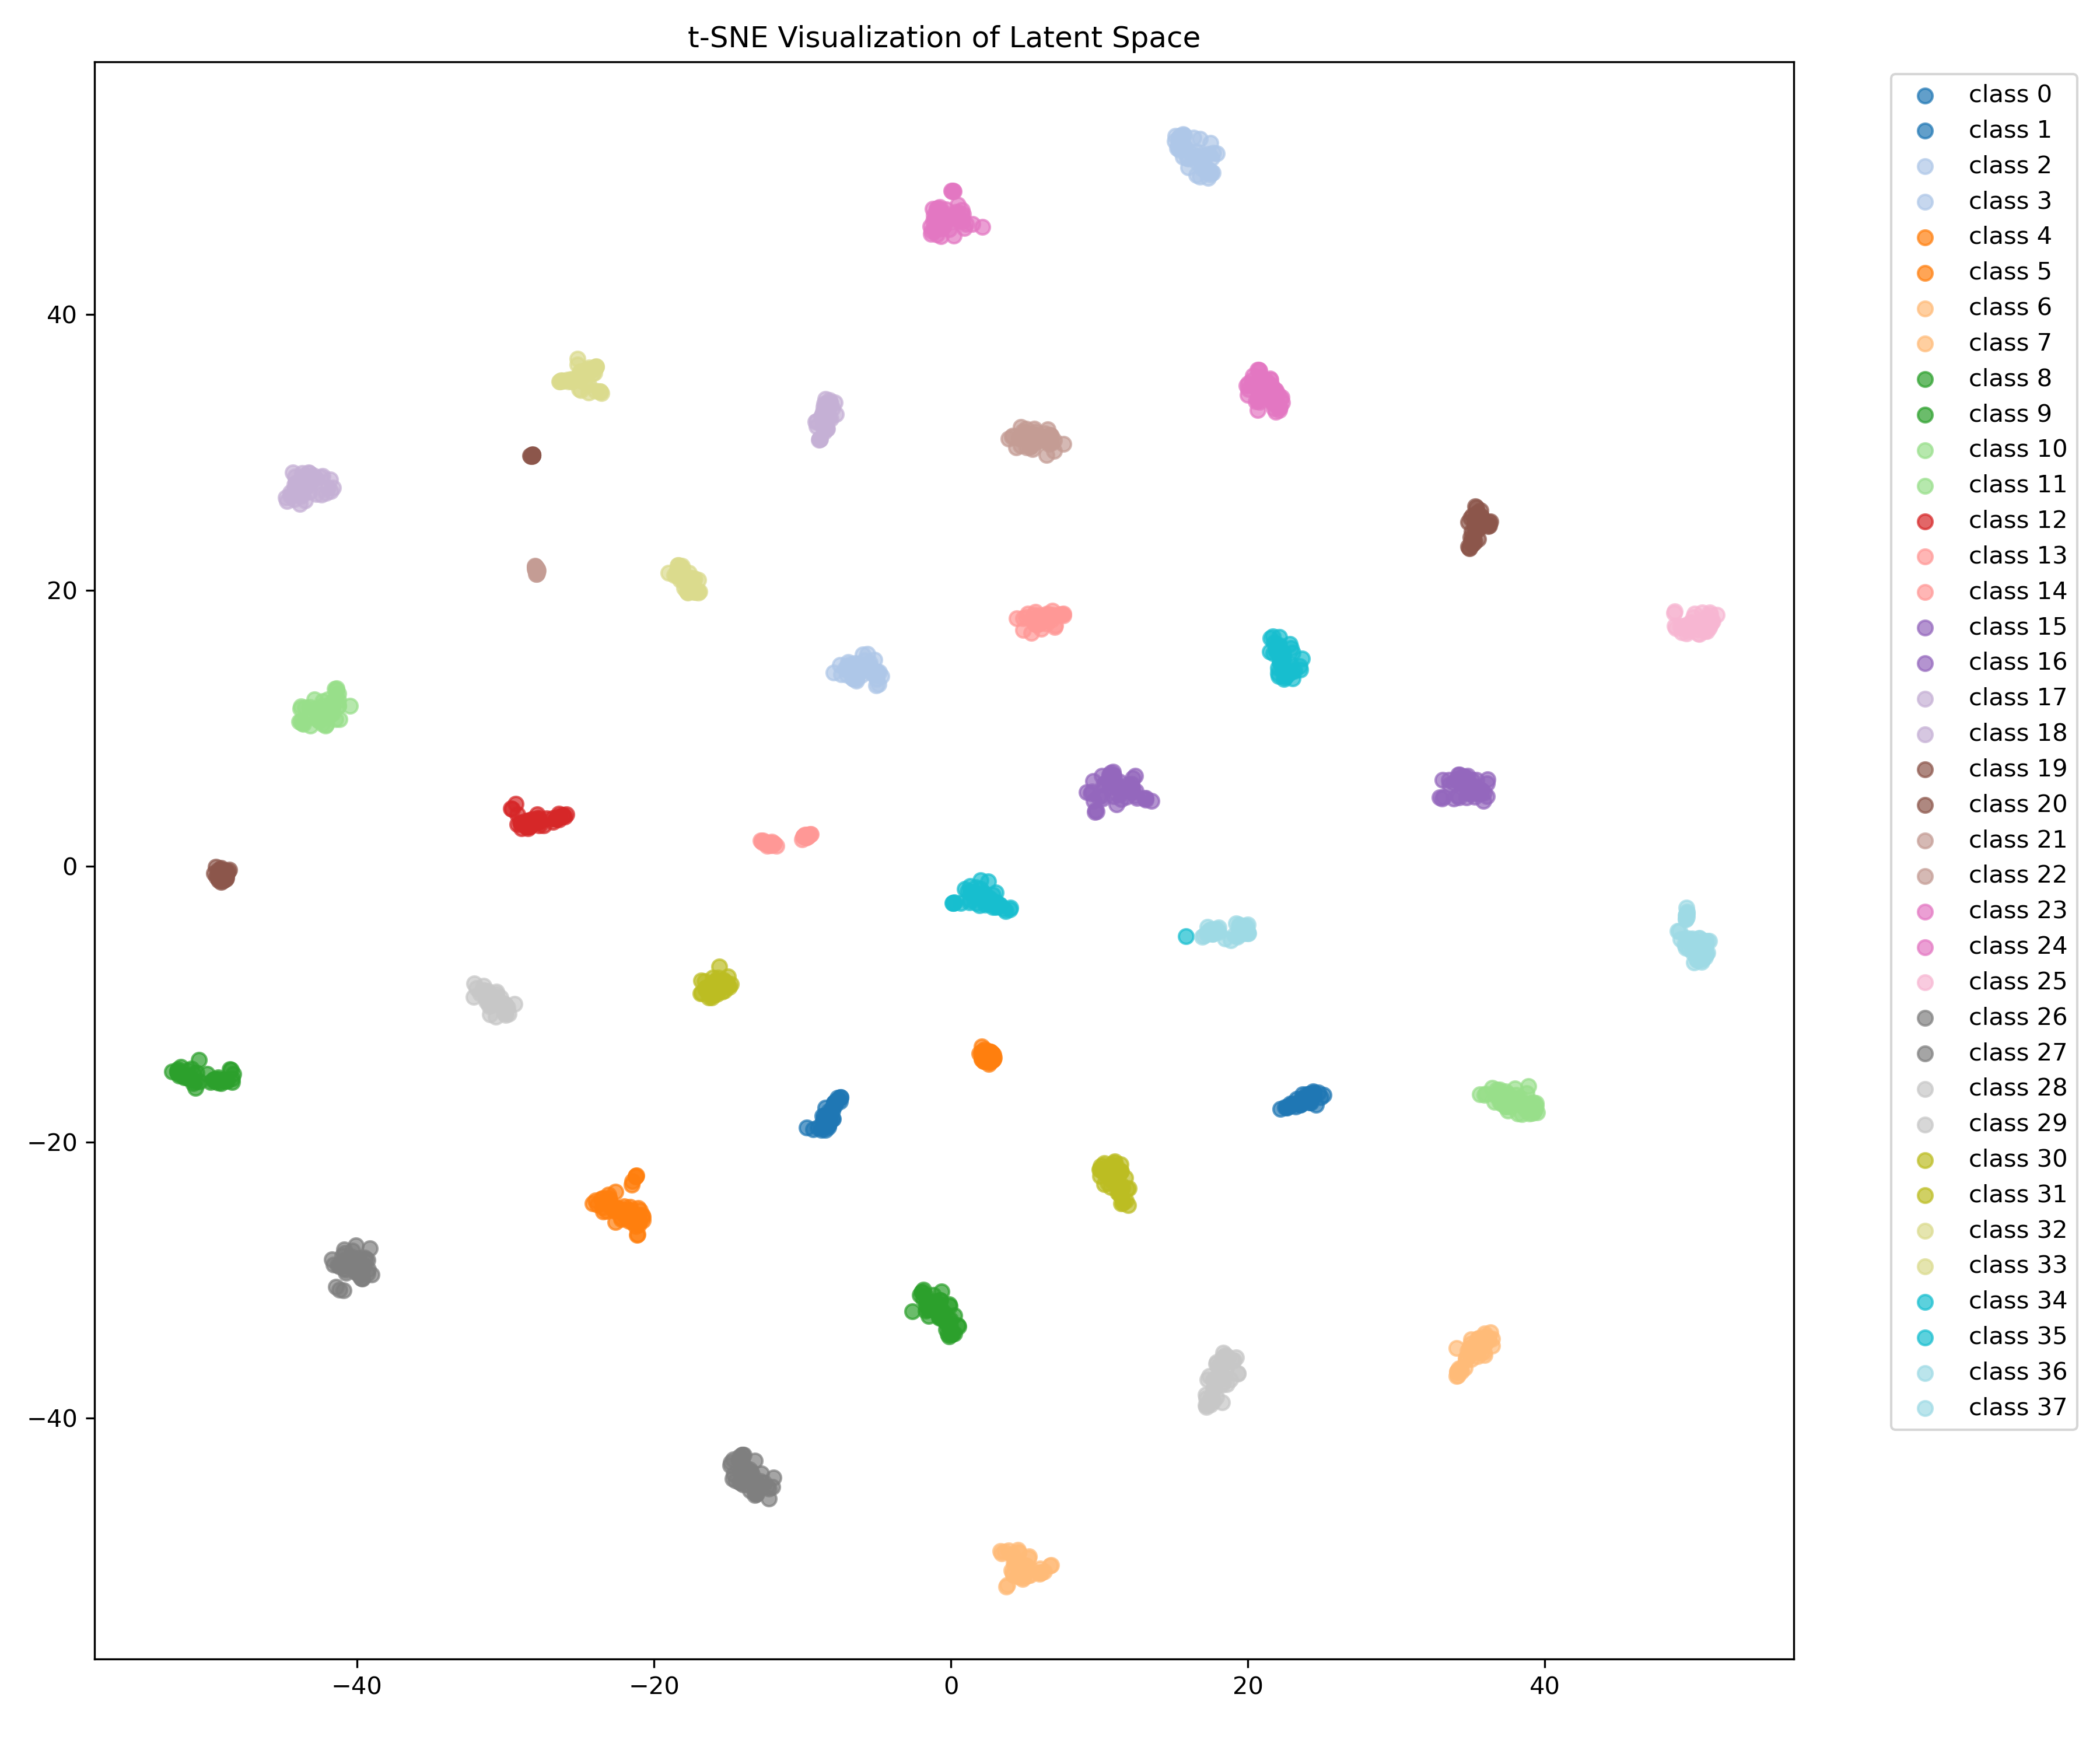 t-SNE Visualization of Latent Space
40
20
0
−20
−40
−40
−20
0
20
40
class 0
class 1
class 2
class 3
class 4
class 5
class 6
class 7
class 8
class 9
class 10
class 11
class 12
class 13
class 14
class 15
class 16
class 17
class 18
class 19
class 20
class 21
class 22
class 23
class 24
class 25
class 26
class 27
class 28
class 29
class 30
class 31
class 32
class 33
class 34
class 35
class 36
class 37